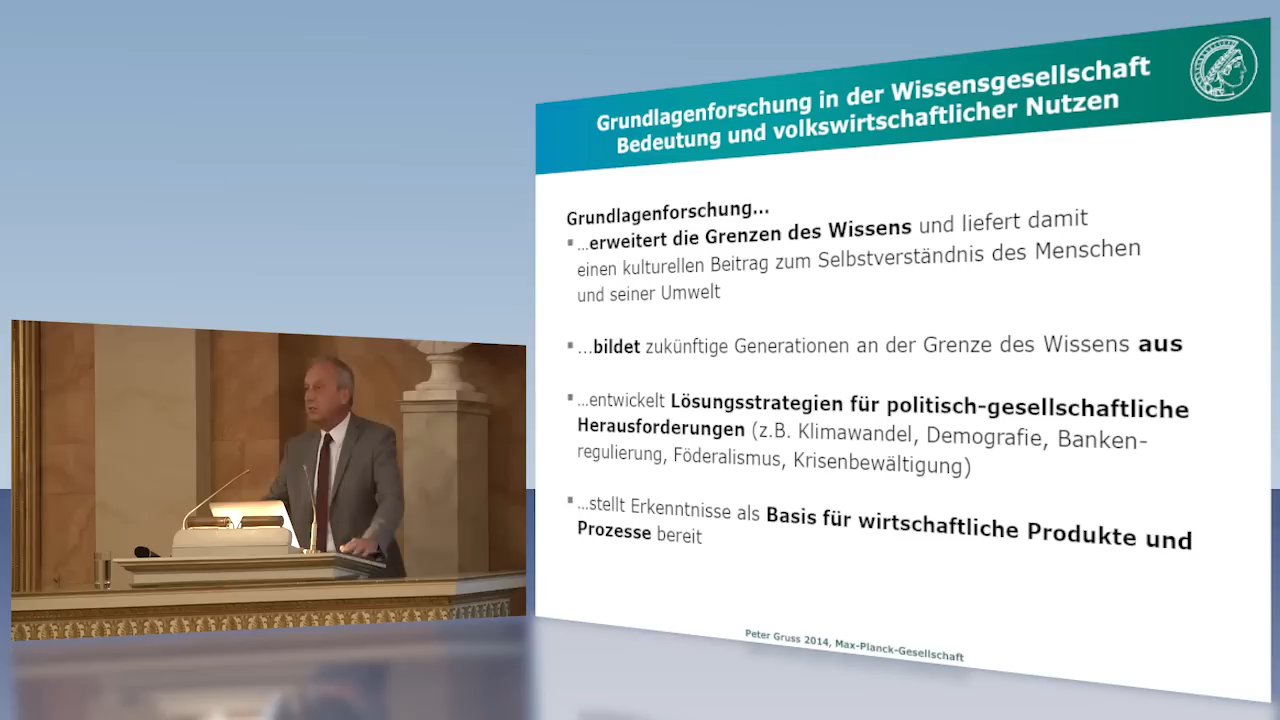 Grundlagenforschung in der Wissensgesellschaft
Bedeutung und volkswirtschaftlicher Nutzen
Grundlagenforschung...
▪ ...erweitert die Grenzen des Wissens und liefert damit
einen kulturellen Beitrag zum Selbstverständnis des Menschen
und seiner Umwelt
▪ ...bildet zukünftige Generationen an der Grenze des Wissens aus
▪ ...entwickelt Lösungsstrategien für politisch-gesellschaftliche
Herausforderungen (z.B. Klimawandel, Demografie, Banken-
regulierung, Föderalismus, Krisenbewältigung)
▪ ...stellt Erkenntnisse als Basis für wirtschaftliche Produkte und
Prozesse bereit
Peter Gruss 2014, Max-Planck-Gesellschaft